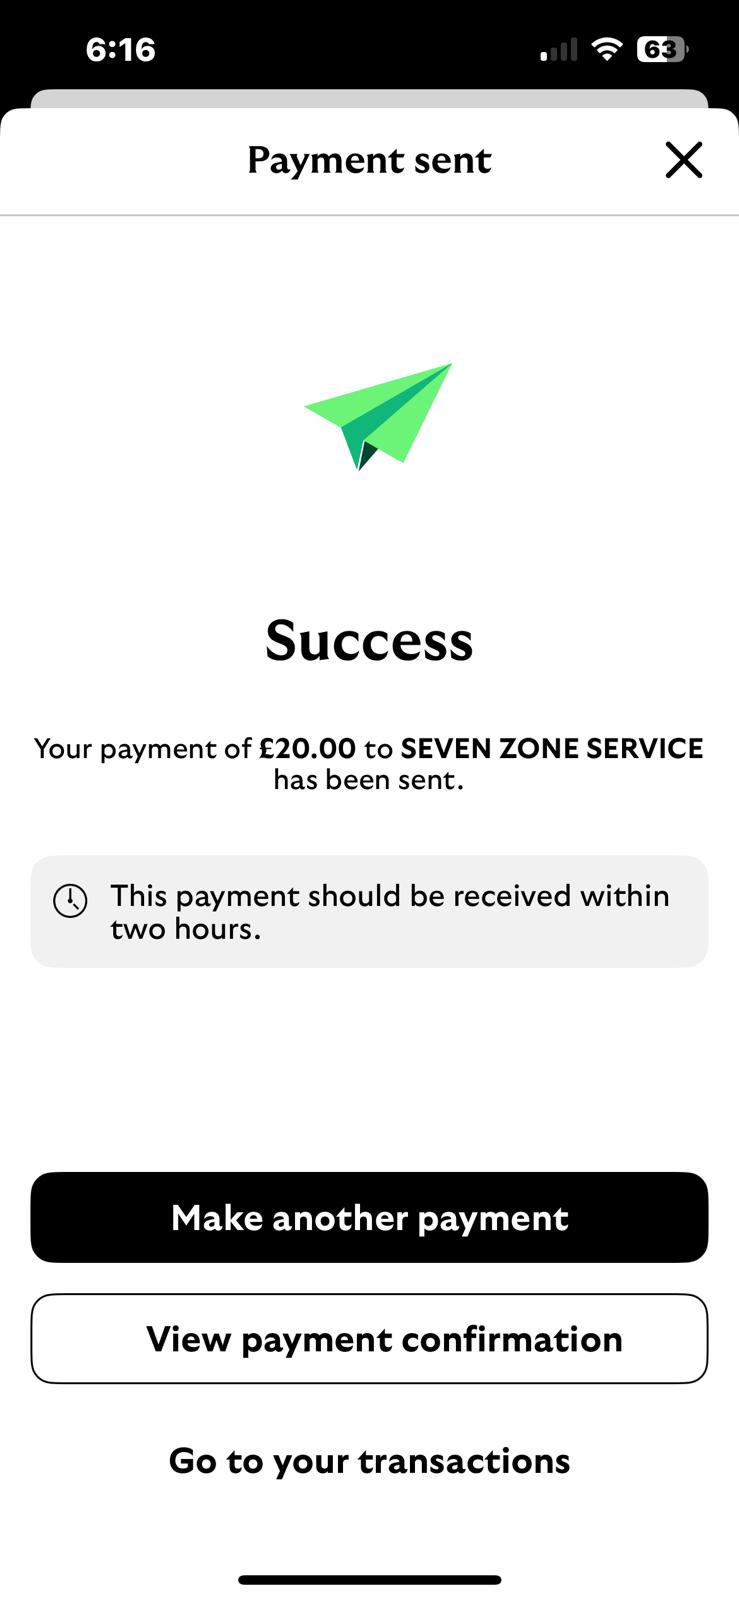 6:16
63
Payment sent
Success
Your payment of £20.00 to SEVEN ZONE SERVICE
has been sent.
This payment should be received within
two hours.
Make another payment
View payment confirmation
Go to your transactions